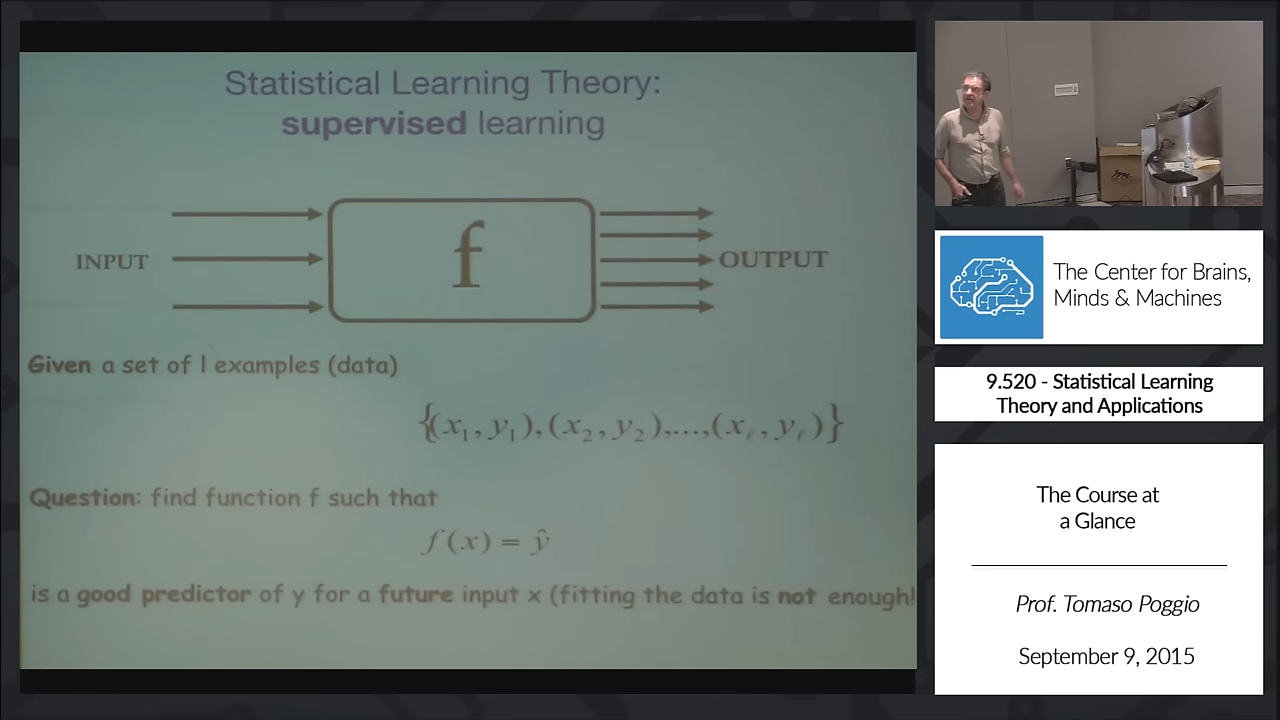 Statistical Learning Theory:
supervised learning
INPUT
f
OUTPUT
Given a set of l examples (data)
{(x₁, y₁), (x₂, y₂),...,(xℓ, yℓ)}
Question: find function f such that
f(x) = ŷ
is a good predictor of y for a future input x (fitting the data is not enough!
The Center for Brains,
Minds & Machines
9.520 - Statistical Learning
Theory and Applications
The Course at
a Glance
Prof. Tomaso Poggio
September 9, 2015